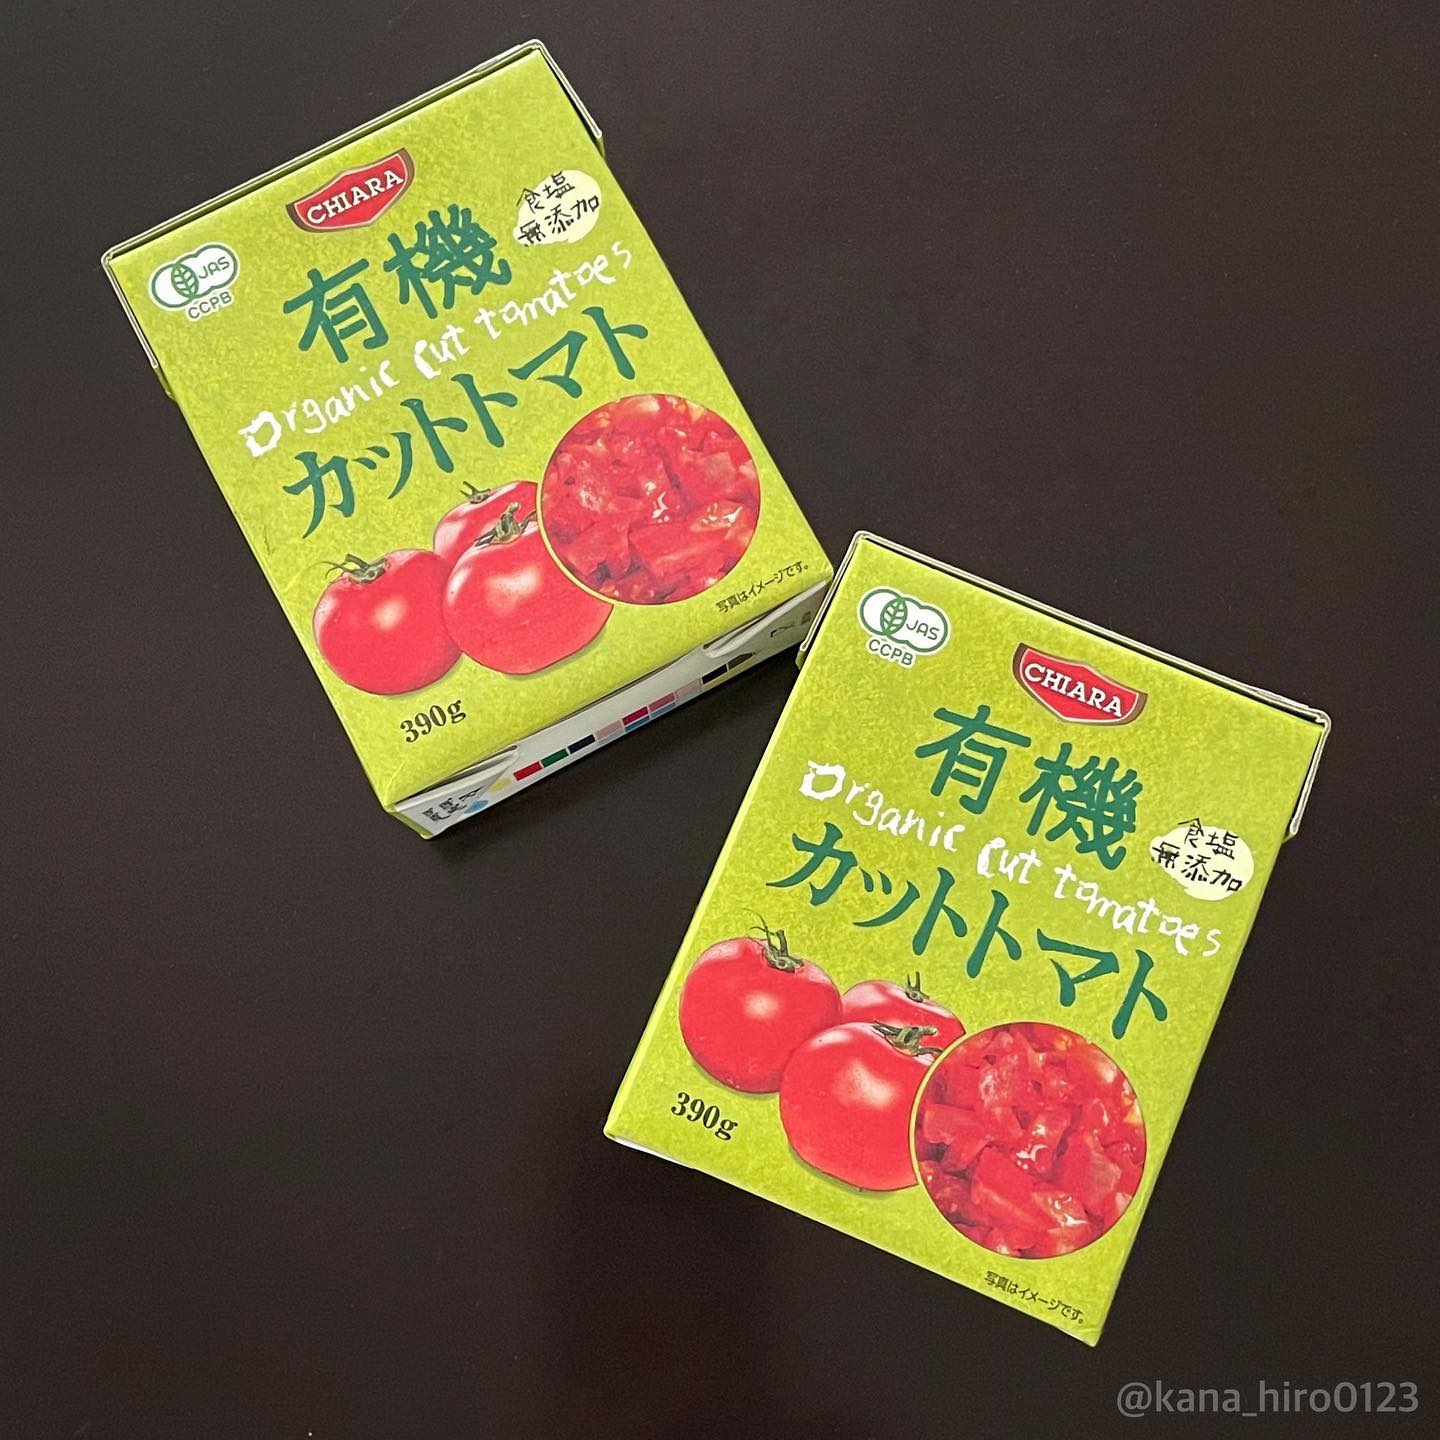 CHIARA
食塩
無添加
JAS
CCPB
有機
Organic cut tomatoes
カットトマト
写真はイメージです。
390g
JAS
CCPB
CHIARA
有機
Organic cut tomatoes
食塩
無添加
カットトマト
390g
写真はイメージです。
@kana_hiro0123